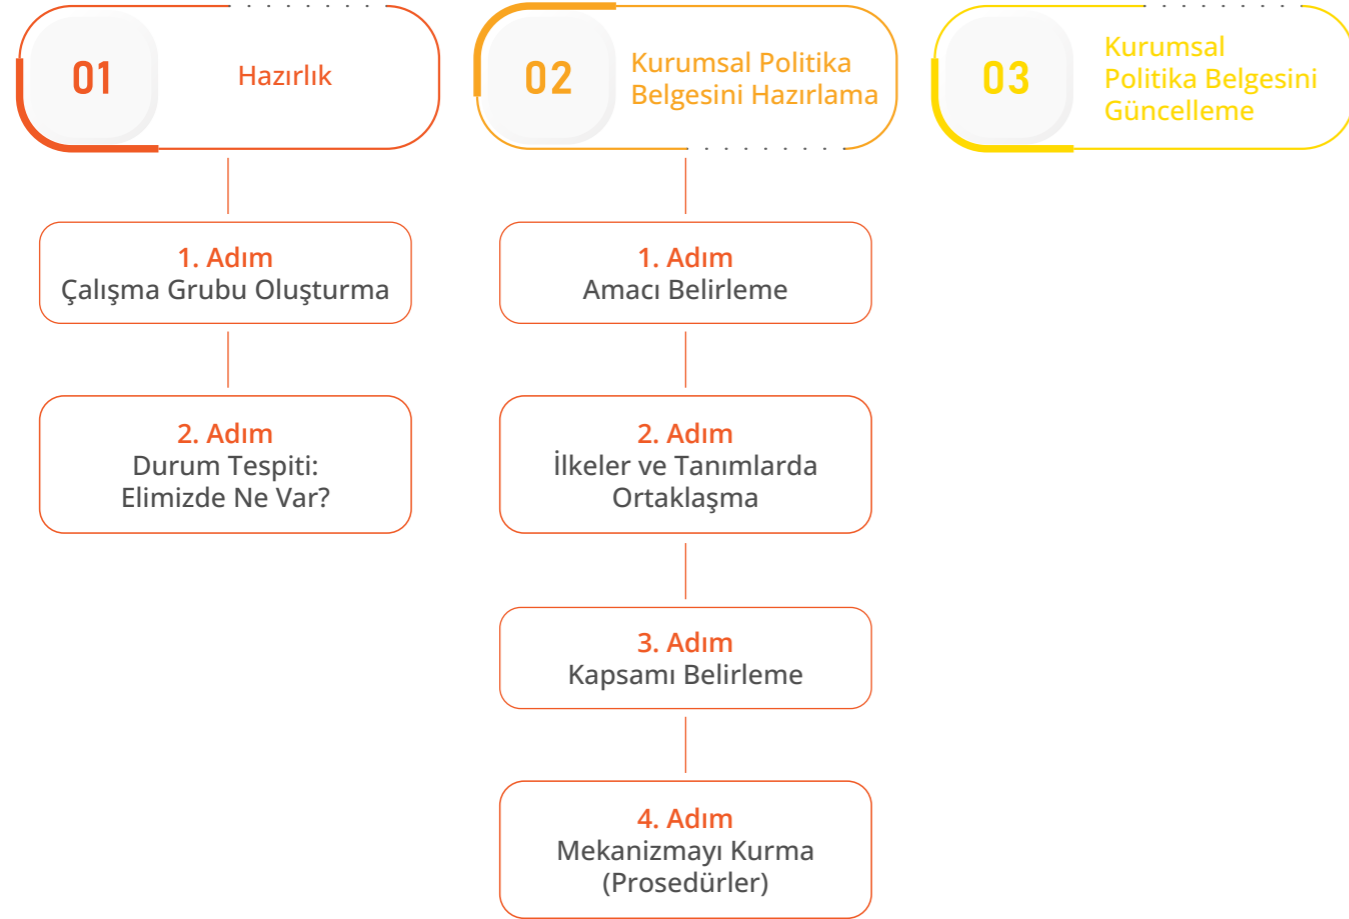 01
Hazırlık
1. Adım
Çalışma Grubu Oluşturma
2. Adım
Durum Tespiti:
Elimizde Ne Var?
02
Kurumsal Politika
Belgesini Hazırlama
1. Adım
Amacı Belirleme
2. Adım
İlkeler ve Tanımlarda
Ortaklaşma
3. Adım
Kapsamı Belirleme
4. Adım
Mekanizmayı Kurma
(Prosedürler)
03
Kurumsal
Politika Belgesini
Güncelleme